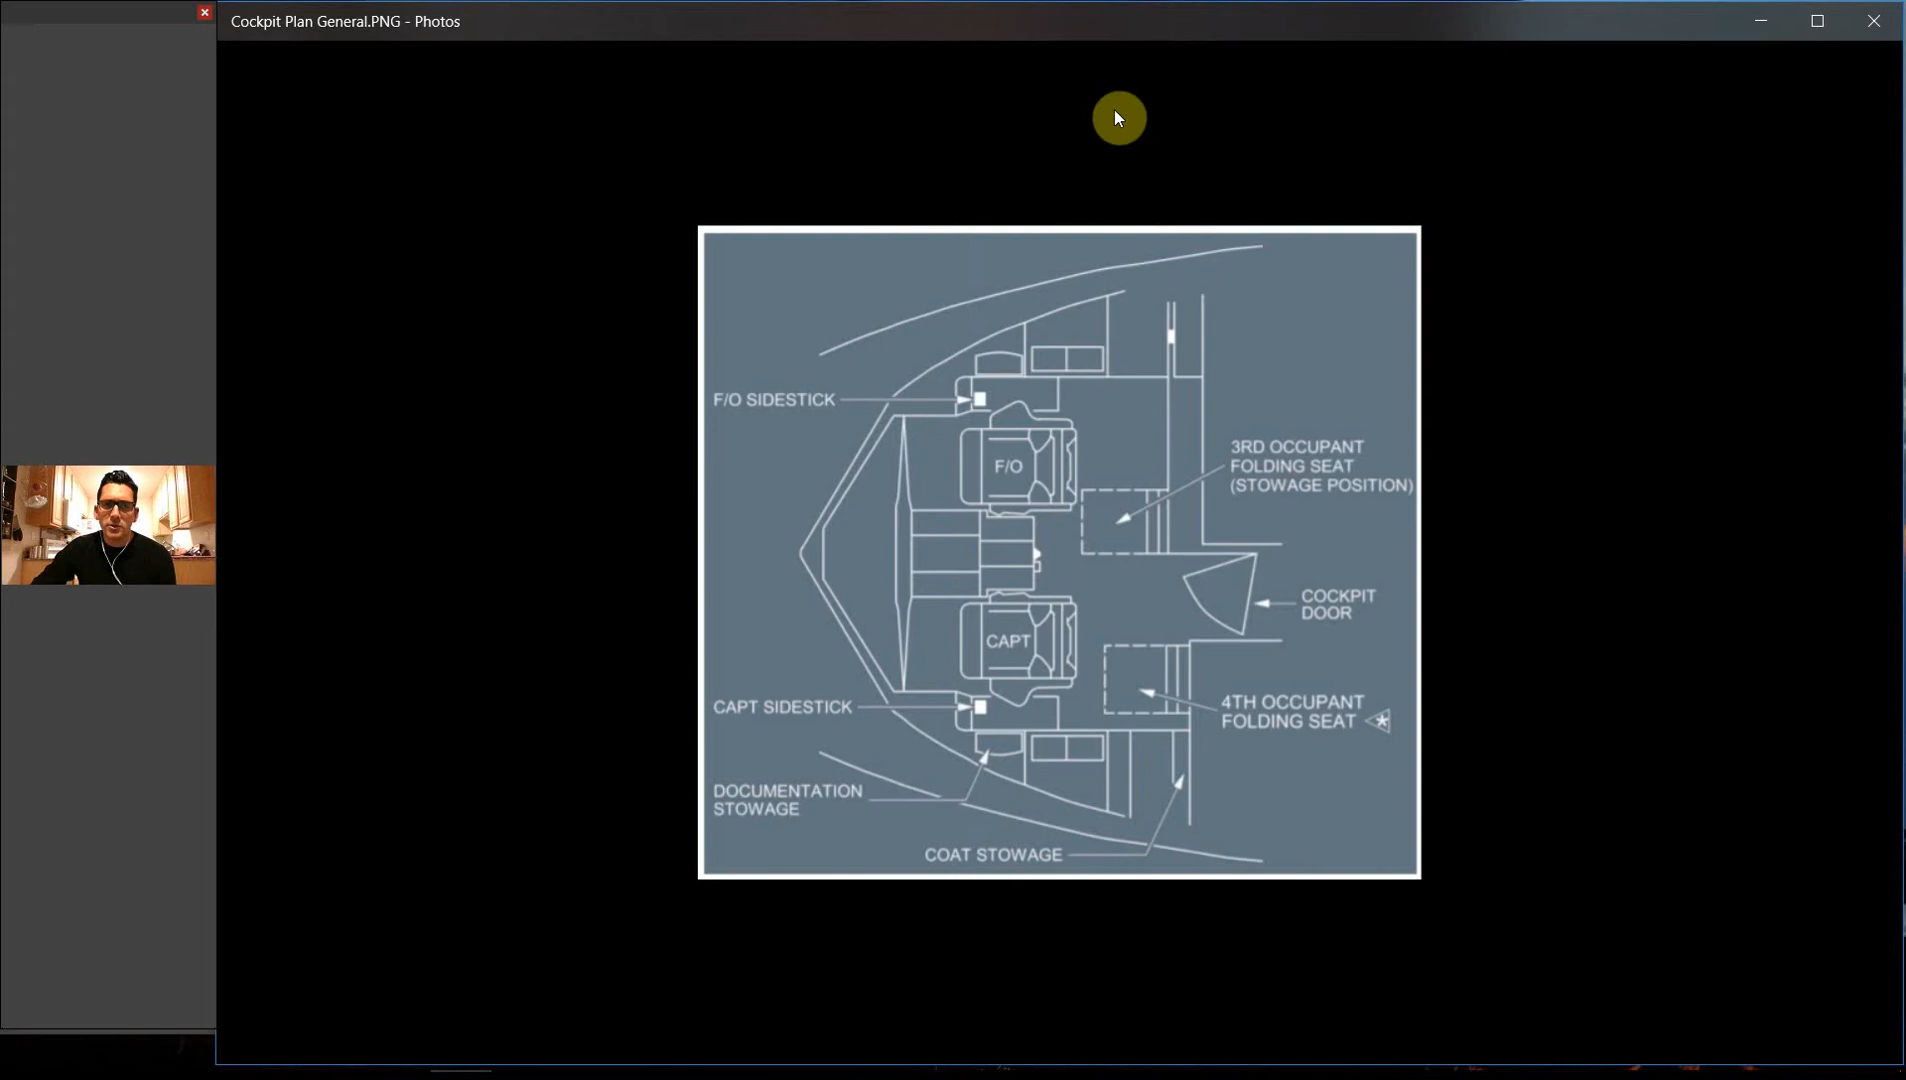 Cockpit Plan General.PNG - Photos
F/O SIDESTICK
F/O
3RD OCCUPANT
FOLDING SEAT
(STOWAGE POSITION)
COCKPIT
DOOR
CAPT
CAPT SIDESTICK
4TH OCCUPANT
FOLDING SEAT
DOCUMENTATION
STOWAGE
COAT STOWAGE